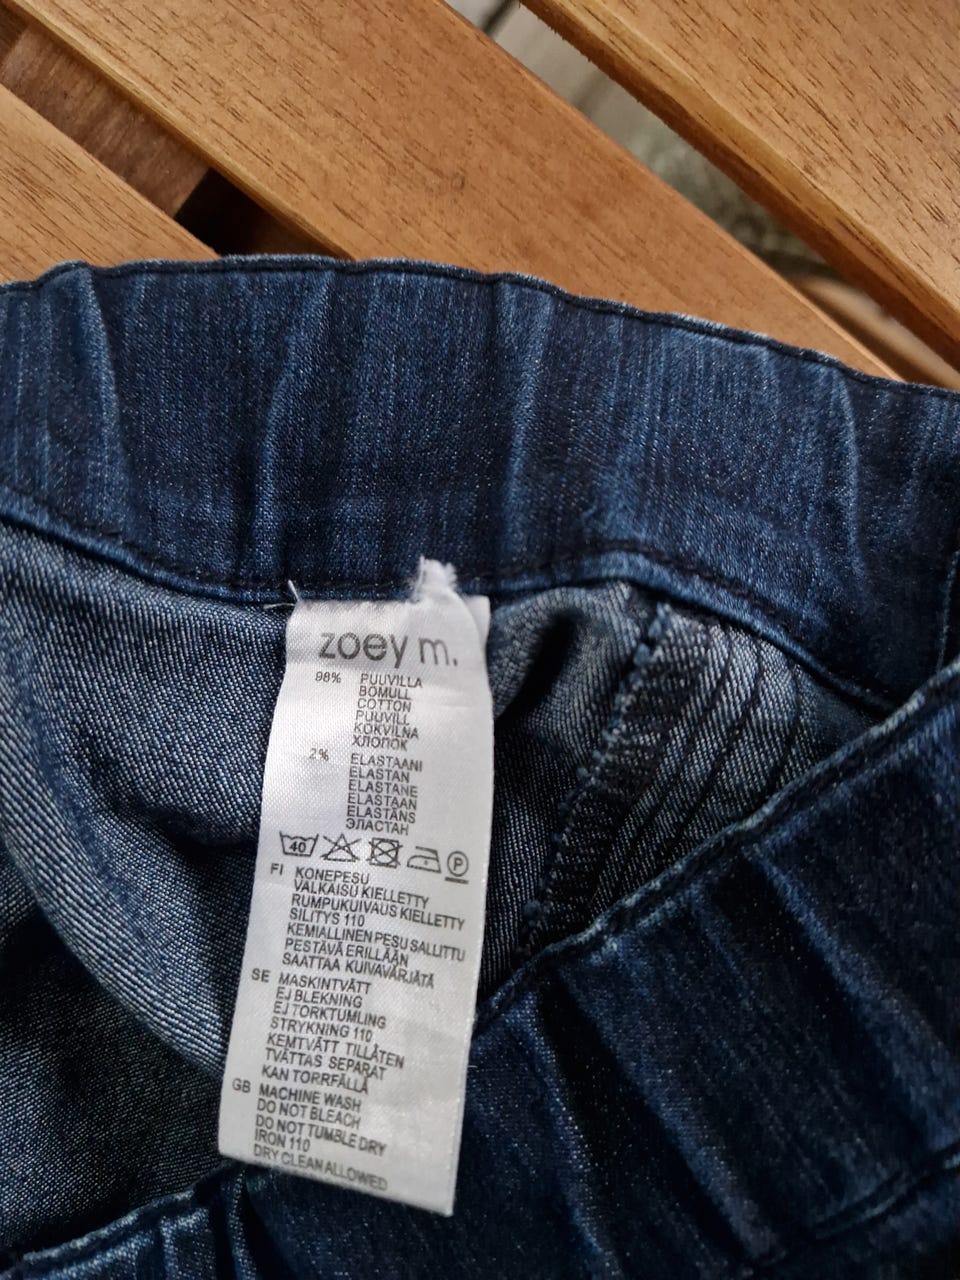 zoey m.
98% PUUVILLA
BOMULL
COTTON
PUUVILL
KOKVILNA
ХЛОПОК
2% ELASTAANI
ELASTAN
ELASTANE
ELASTAAN
ELASTĀNS
ЭЛАСТАН
40 P
FI KONEPESU
VALKAISU KIELLETTY
RUMPUKUIVAUS KIELLETTY
SILITYS 110
KEMIALLINEN PESU SALLITTU
PESTÄVÄ ERILLÄÄN
SAATTAA KUIVAVÄRJÄTÄ
SE MASKINTVÄTT
EJ BLEKNING
EJ TORKTUMLING
STRYKNING 110
KEMTVÄTT TILLÅTEN
TVÄTTAS SEPARAT
KAN TORRFÄLLA
GB MACHINE WASH
DO NOT BLEACH
DO NOT TUMBLE DRY
IRON 110
DRY CLEAN ALLOWED